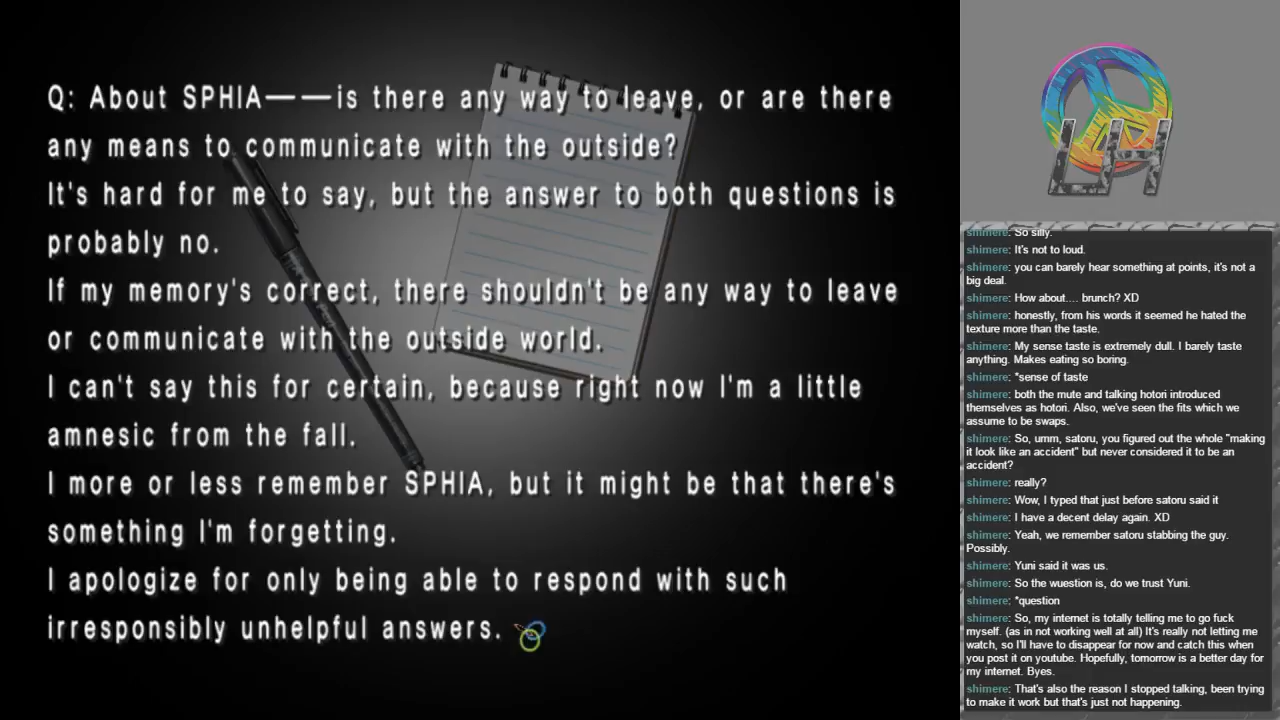 Q: About SPHIA——is there any way to leave, or are there
any means to communicate with the outside?
It's hard for me to say, but the answer to both questions is
probably no.
If my memory's correct, there shouldn't be any way to leave
or communicate with the outside world.
I can't say this for certain, because right now I'm a little
amnesic from the fall.
I more or less remember SPHIA, but it might be that there's
something I'm forgetting.
I apologize for only being able to respond with such
irresponsibly unhelpful answers.
LH
shimere: So silly.
shimere: It's not to loud.
shimere: you can barely hear something at points, it's not a
big deal.
shimere: How about.... brunch? XD
shimere: honestly, from his words it seemed he hated the
texture more than the taste.
shimere: My sense taste is extremely dull. I barely taste
anything. Makes eating so boring.
shimere: *sense of taste
shimere: both the mute and talking hotori introduced
themselves as hotori. Also, we've seen the fits which we
assume to be swaps.
shimere: So, umm, satoru, you figured out the whole "making
it look like an accident" but never considered it to be an
accident?
shimere: really?
shimere: Wow, I typed that just before satoru said it
shimere: I have a decent delay again. XD
shimere: Yeah, we remember satoru stabbing the guy.
Possibly.
shimere: Yuni said it was us.
shimere: So the wuestion is, do we trust Yuni.
shimere: *question
shimere: So, my internet is totally telling me to go fuck
myself. (as in not working well at all) It's really not letting me
watch, so I'll have to disappear for now and catch this when
you post it on youtube. Hopefully, tomorrow is a better day for
my internet. Byes.
shimere: That's also the reason I stopped talking, been trying
to make it work but that's just not happening.